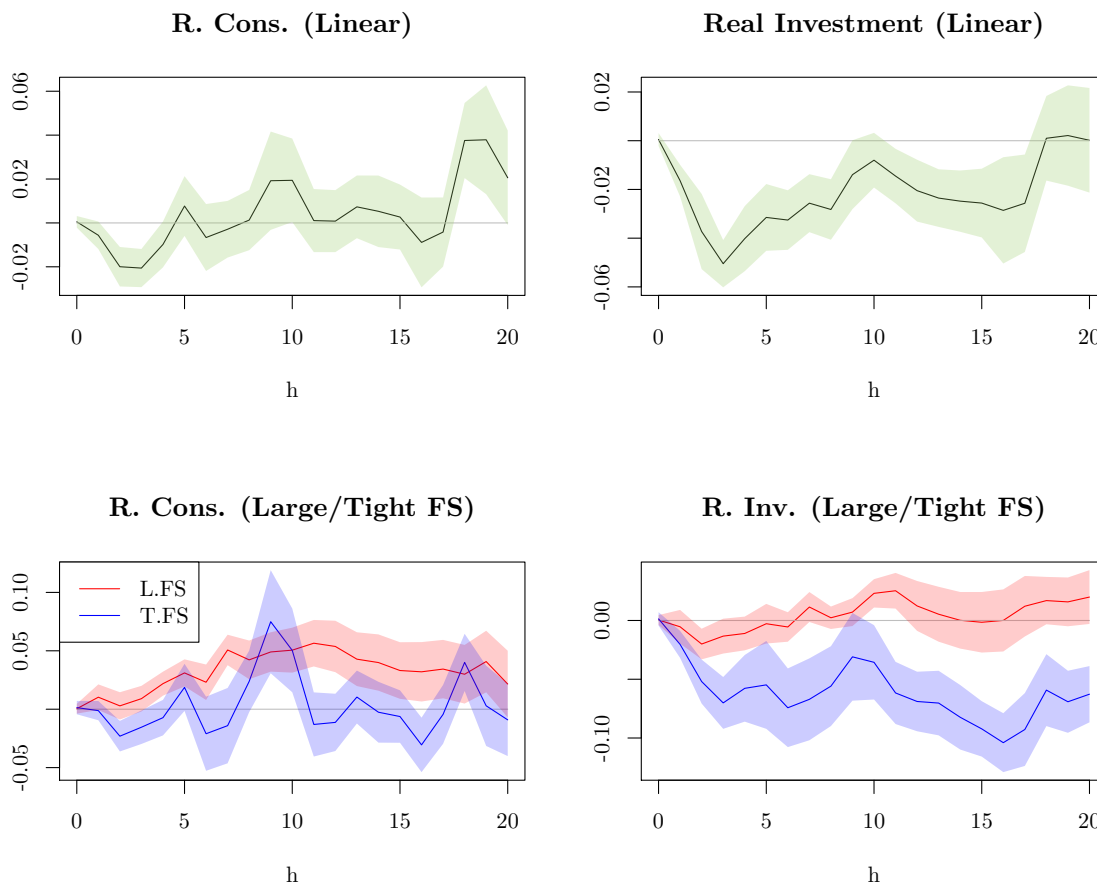 R. Cons. (Linear)
0.06
0.02
-0.02
0 5 10 15 20
h
Real Investment (Linear)
0.02
-0.02
-0.06
0 5 10 15 20
h
R. Cons. (Large/Tight FS)
L.FS
T.FS
0.10
0.05
-0.05
0 5 10 15 20
h
R. Inv. (Large/Tight FS)
0.00
-0.10
0 5 10 15 20
h